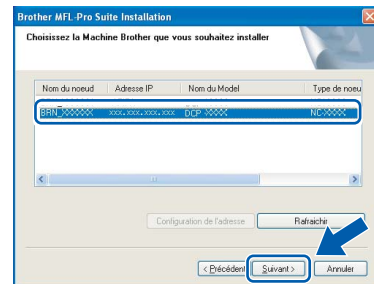 Brother MFL-Pro Suite Installation
Choisissez la Machine Brother que vous souhaitez installer
Nom du noeud Adresse IP Nom du Model Type de noeu
BRN_XXXXXX xxx.xxx.xxx.xxx DCP-XXXX NC-XXXX
Configuration de l'adresse Rafraichir
< Précédent Suivant > Annuler